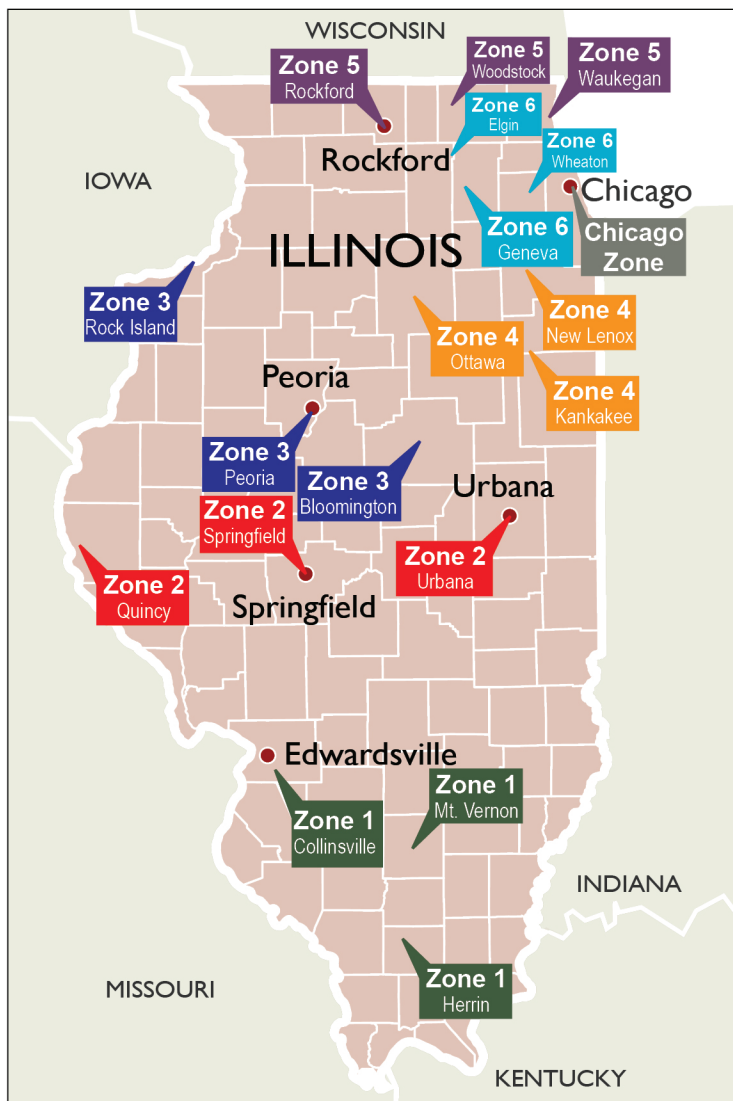 WISCONSIN
Zone 5
Rockford
Zone 5
Woodstock
Zone 5
Waukegan
Zone 6
Elgin
Zone 6
Wheaton
Rockford
IOWA
Chicago
Zone 6
Geneva
Chicago
Zone
ILLINOIS
Zone 3
Rock Island
Zone 4
New Lenox
Zone 4
Ottawa
Peoria
Zone 4
Kankakee
Zone 3
Peoria
Zone 3
Bloomington
Urbana
Zone 2
Springfield
Zone 2
Urbana
Zone 2
Quincy
Springfield
Edwardsville
Zone 1
Mt. Vernon
Zone 1
Collinsville
INDIANA
Zone 1
Herrin
MISSOURI
KENTUCKY